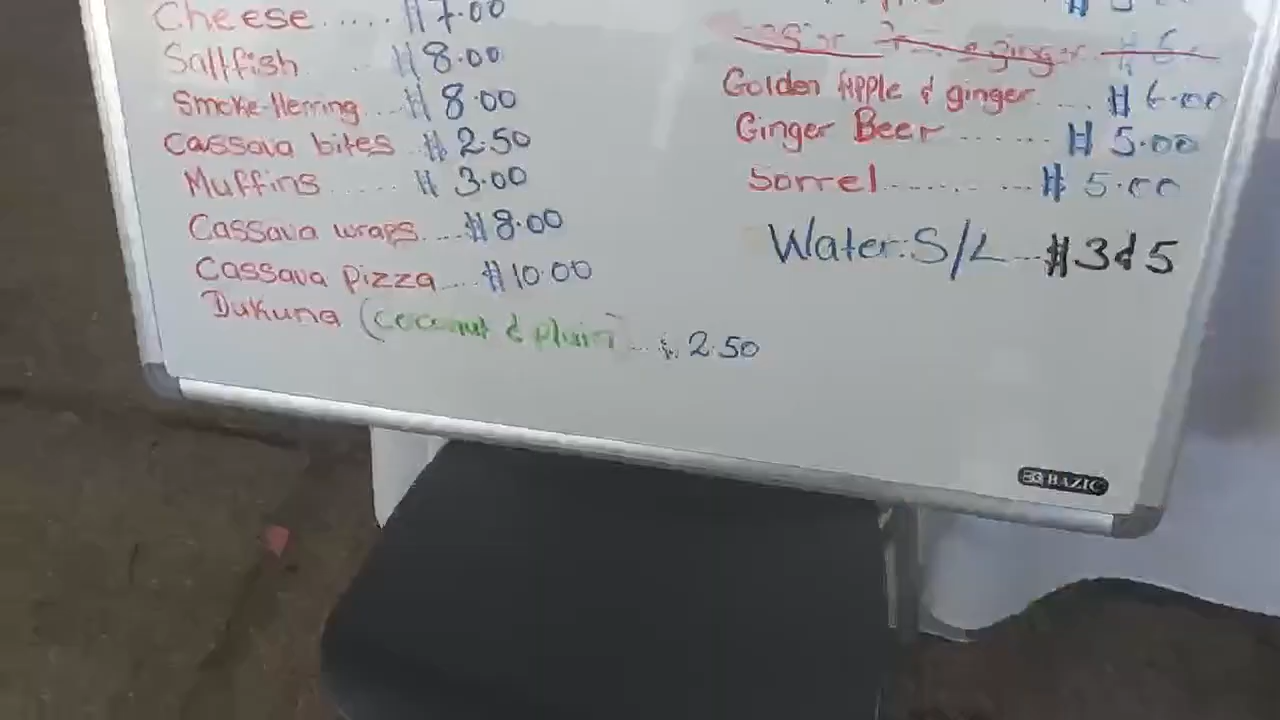 Cheese..... $7.00
Saltfish $8.00
Smoke-Herring.... $8.00
Cassava bites.. $2.50
Muffins...... $3.00
Cassava wraps....$8.00
Cassava Pizza.... $10.00
Dukuna (coconut & plain).... $2.50
ginger
Golden Apple & ginger..... $6.00
Ginger Beer....... $5.00
Sorrel........... $5.00
Water: S/L...$3&5
BAZIC